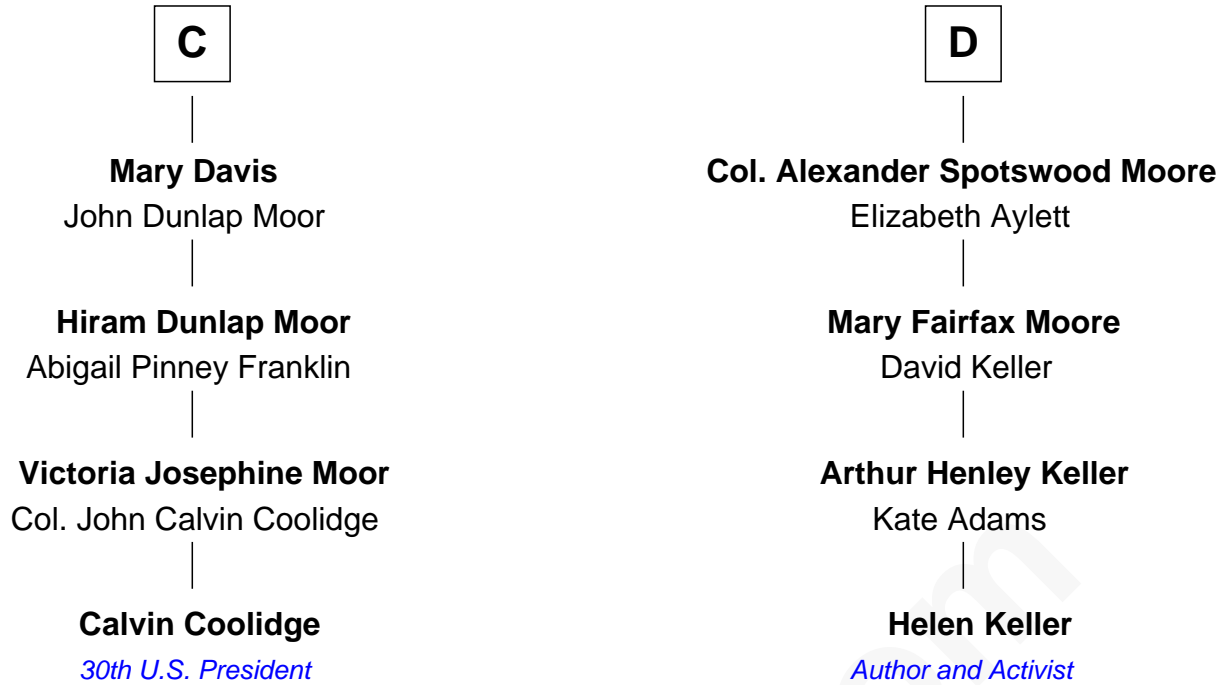 C
Mary Davis
John Dunlap Moor
Hiram Dunlap Moor
Abigail Pinney Franklin
Victoria Josephine Moor
Col. John Calvin Coolidge
Calvin Coolidge
30th U.S. President
D
Col. Alexander Spotswood Moore
Elizabeth Aylett
Mary Fairfax Moore
David Keller
Arthur Henley Keller
Kate Adams
Helen Keller
Author and Activist